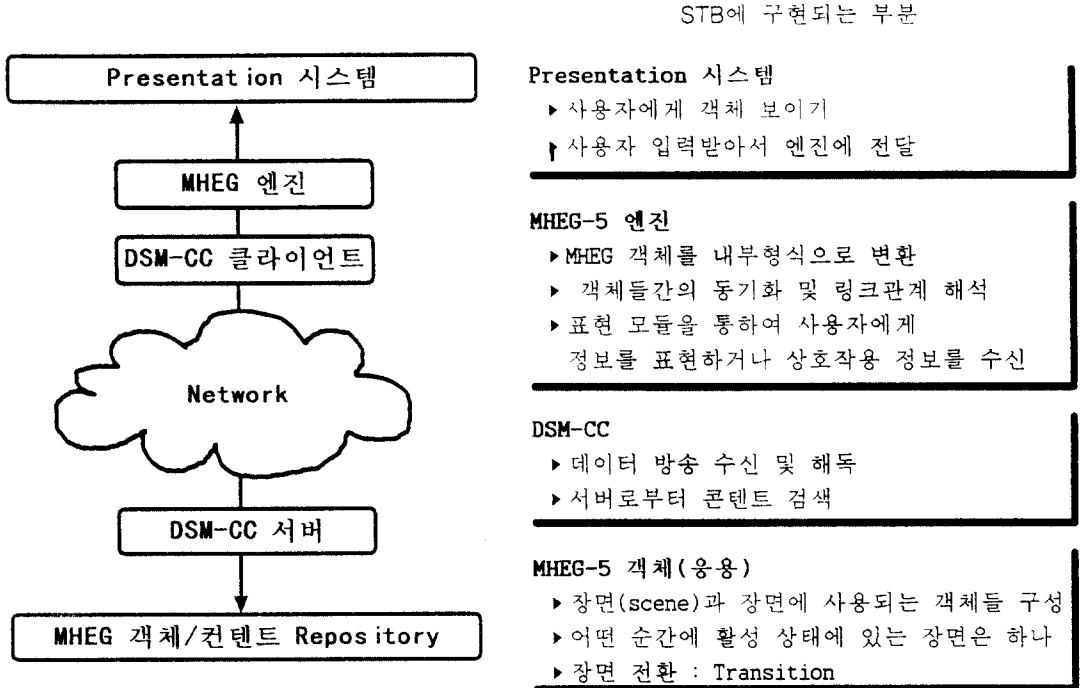 STB에 구현되는 부분
Presentation 시스템
MHEG 엔진
DSM-CC 클라이언트
Network
DSM-CC 서버
MHEG 객체/컨텐트 Repository
Presentation 시스템
▶ 사용자에게 객체 보이기
▶ 사용자 입력받아서 엔진에 전달
MHEG-5 엔진
▶ MHEG 객체를 내부형식으로 변환
▶ 객체들간의 동기화 및 링크관계 해석
▶ 표현 모듈을 통하여 사용자에게
정보를 표현하거나 상호작용 정보를 수신
DSM-CC
▶ 데이터 방송 수신 및 해독
▶ 서버로부터 콘텐트 검색
MHEG-5 객체(응용)
▶ 장면(scene)과 장면에 사용되는 객체들 구성
▶ 어떤 순간에 활성 상태에 있는 장면은 하나
▶ 장면 전환 : Transition